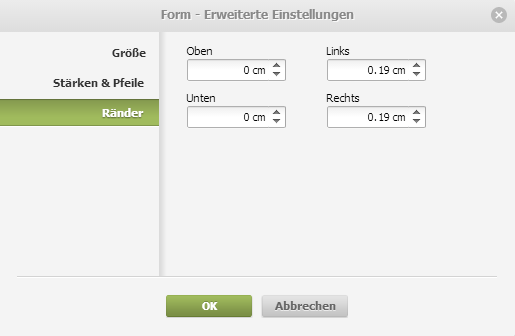 Form - Erweiterte Einstellungen
Größe
Stärken & Pfeile
Ränder
Oben Links
0 cm 0.19 cm
Unten Rechts
0 cm 0.19 cm
OK Abbrechen